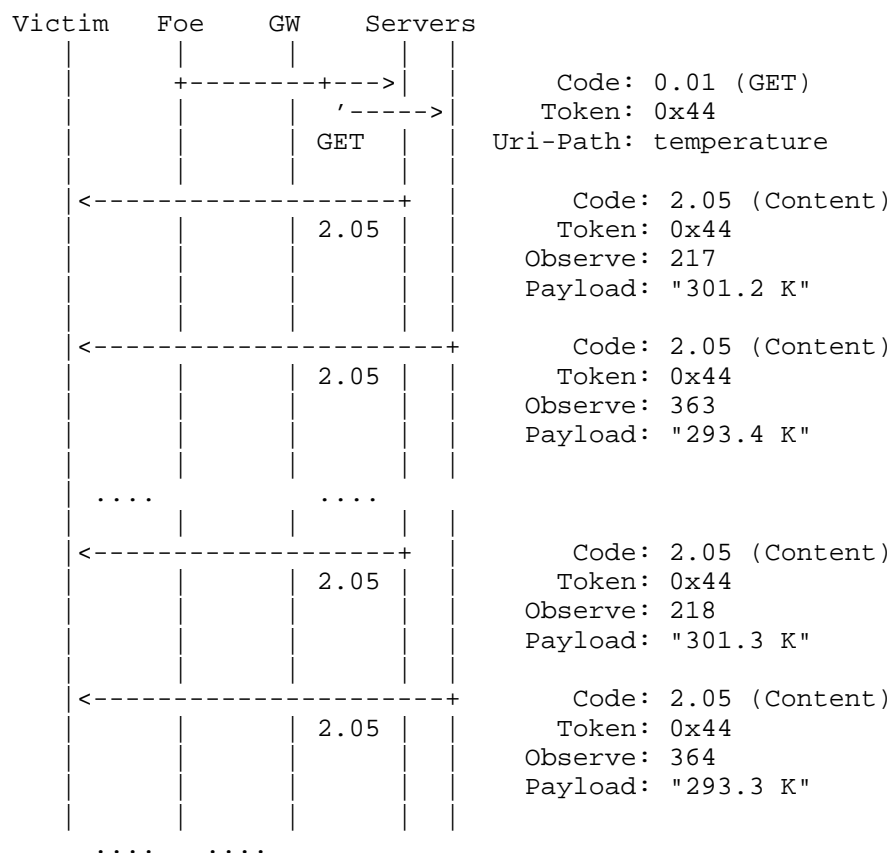 Victim Foe GW Servers
Code: 0.01 (GET)
Token: 0x44
GET Uri-Path: temperature
Code: 2.05 (Content)
2.05 Token: 0x44
Observe: 217
Payload: "301.2 K"
Code: 2.05 (Content)
2.05 Token: 0x44
Observe: 363
Payload: "293.4 K"
.... ....
Code: 2.05 (Content)
2.05 Token: 0x44
Observe: 218
Payload: "301.3 K"
Code: 2.05 (Content)
2.05 Token: 0x44
Observe: 364
Payload: "293.3 K"
.... ....